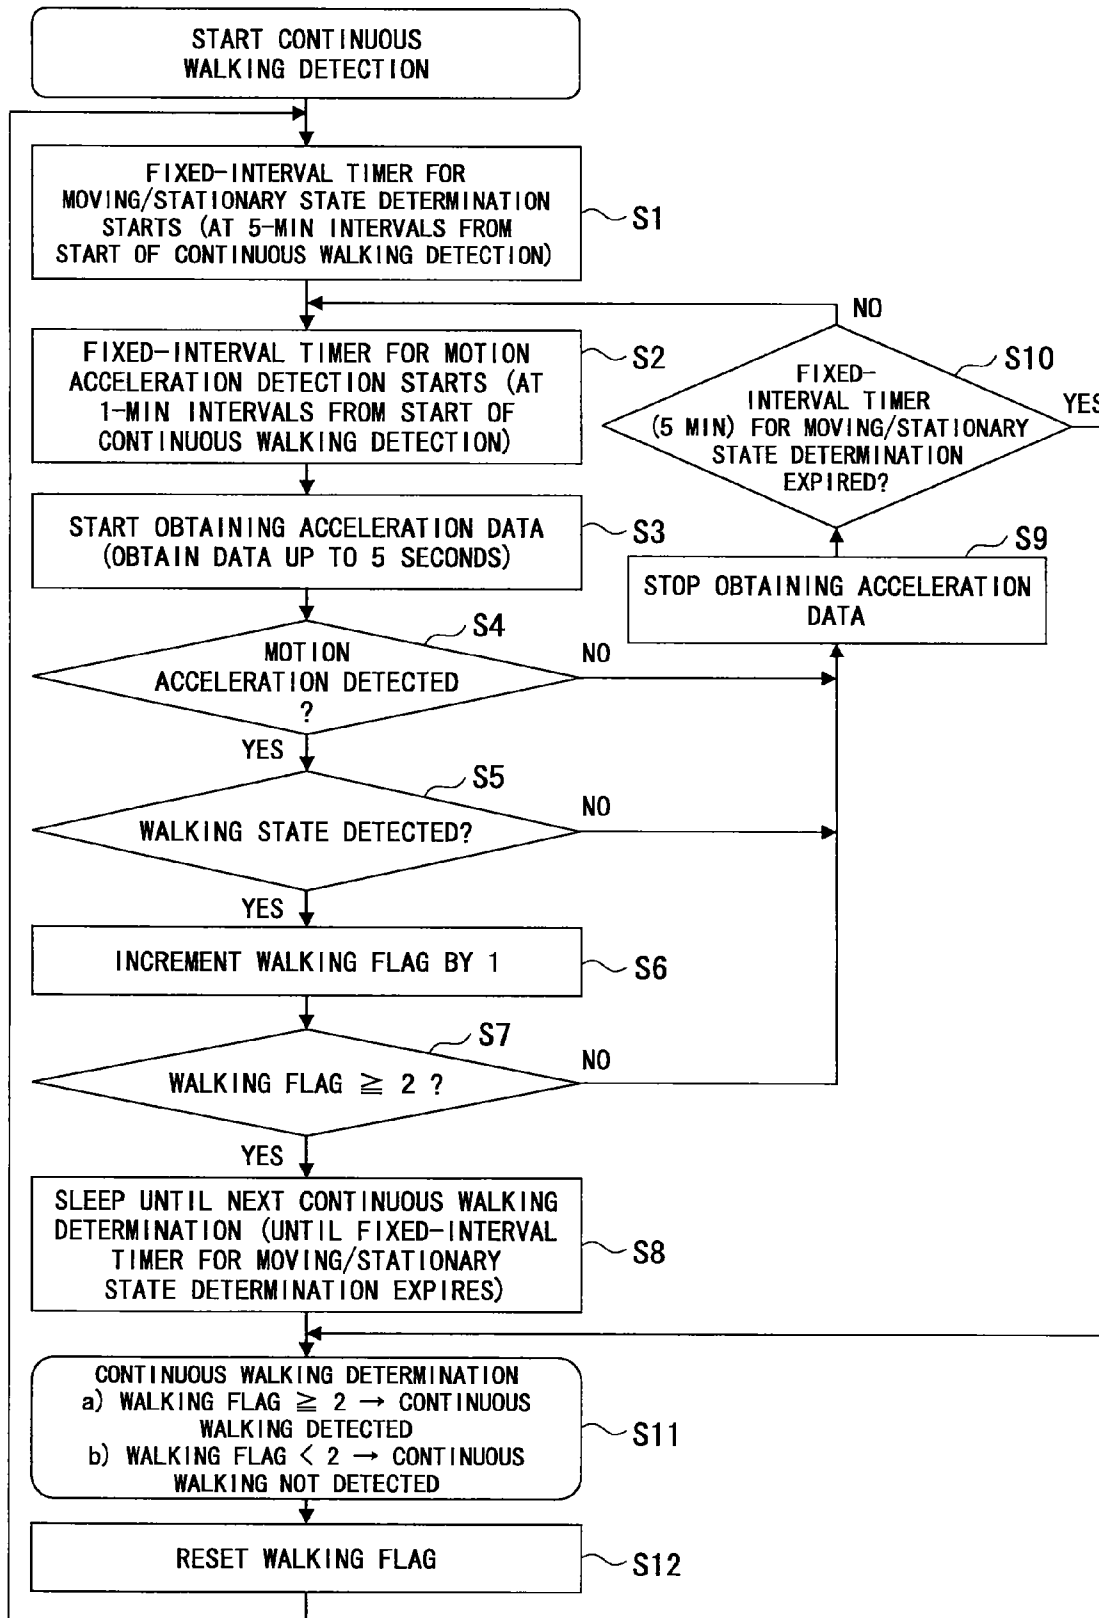 START CONTINUOUS
WALKING DETECTION
FIXED-INTERVAL TIMER FOR
MOVING/STATIONARY STATE DETERMINATION
STARTS (AT 5-MIN INTERVALS FROM
START OF CONTINUOUS WALKING DETECTION)
S1
NO
FIXED-INTERVAL TIMER FOR MOTION
ACCELERATION DETECTION STARTS (AT
1-MIN INTERVALS FROM START OF
CONTINUOUS WALKING DETECTION)
S2
FIXED-
INTERVAL TIMER
(5 MIN) FOR MOVING/STATIONARY
STATE DETERMINATION
EXPIRED?
S10
YES
START OBTAINING ACCELERATION DATA
(OBTAIN DATA UP TO 5 SECONDS)
S3
S9
STOP OBTAINING ACCELERATION
DATA
S4
MOTION
ACCELERATION DETECTED
?
NO
YES
S5
WALKING STATE DETECTED?
NO
YES
INCREMENT WALKING FLAG BY 1
S6
S7
WALKING FLAG ≧ 2 ?
NO
YES
SLEEP UNTIL NEXT CONTINUOUS WALKING
DETERMINATION (UNTIL FIXED-INTERVAL
TIMER FOR MOVING/STATIONARY
STATE DETERMINATION EXPIRES)
S8
CONTINUOUS WALKING DETERMINATION
a) WALKING FLAG ≧ 2 → CONTINUOUS
WALKING DETECTED
b) WALKING FLAG < 2 → CONTINUOUS
WALKING NOT DETECTED
S11
RESET WALKING FLAG
S12